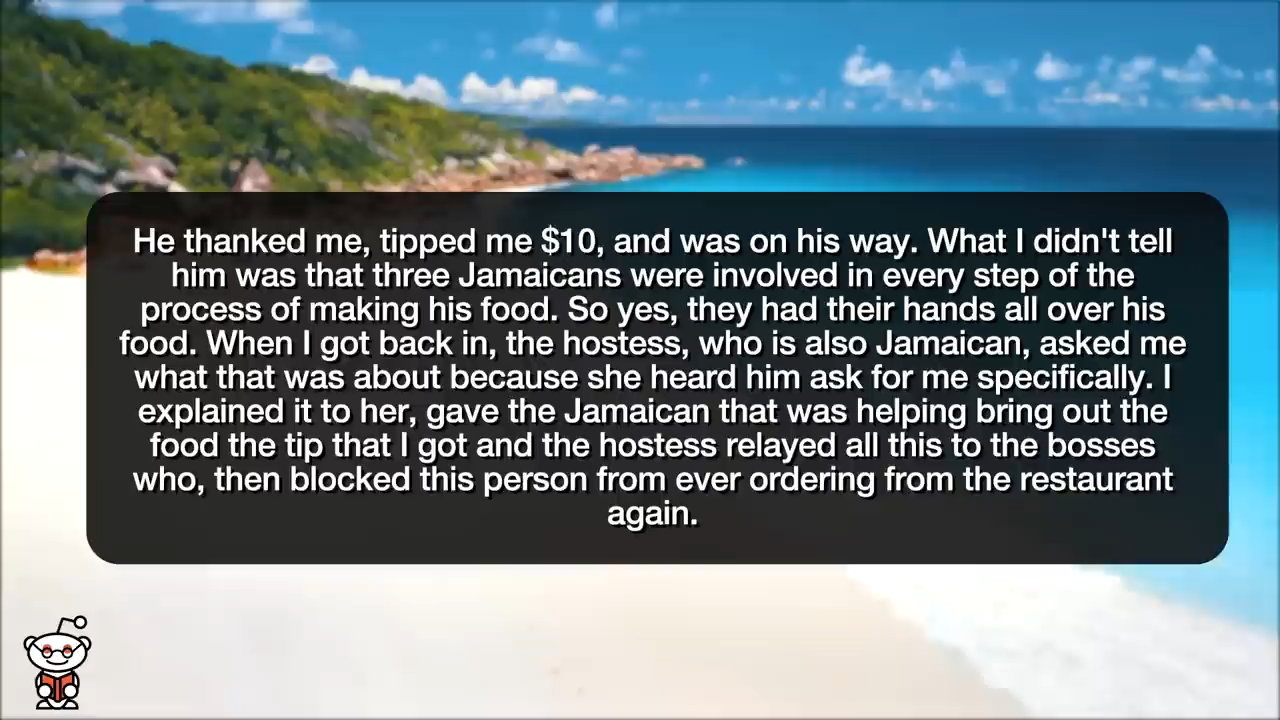 He thanked me, tipped me $10, and was on his way. What I didn't tell
him was that three Jamaicans were involved in every step of the
process of making his food. So yes, they had their hands all over his
food. When I got back in, the hostess, who is also Jamaican, asked me
what that was about because she heard him ask for me specifically. I
explained it to her, gave the Jamaican that was helping bring out the
food the tip that I got and the hostess relayed all this to the bosses
who, then blocked this person from ever ordering from the restaurant
again.